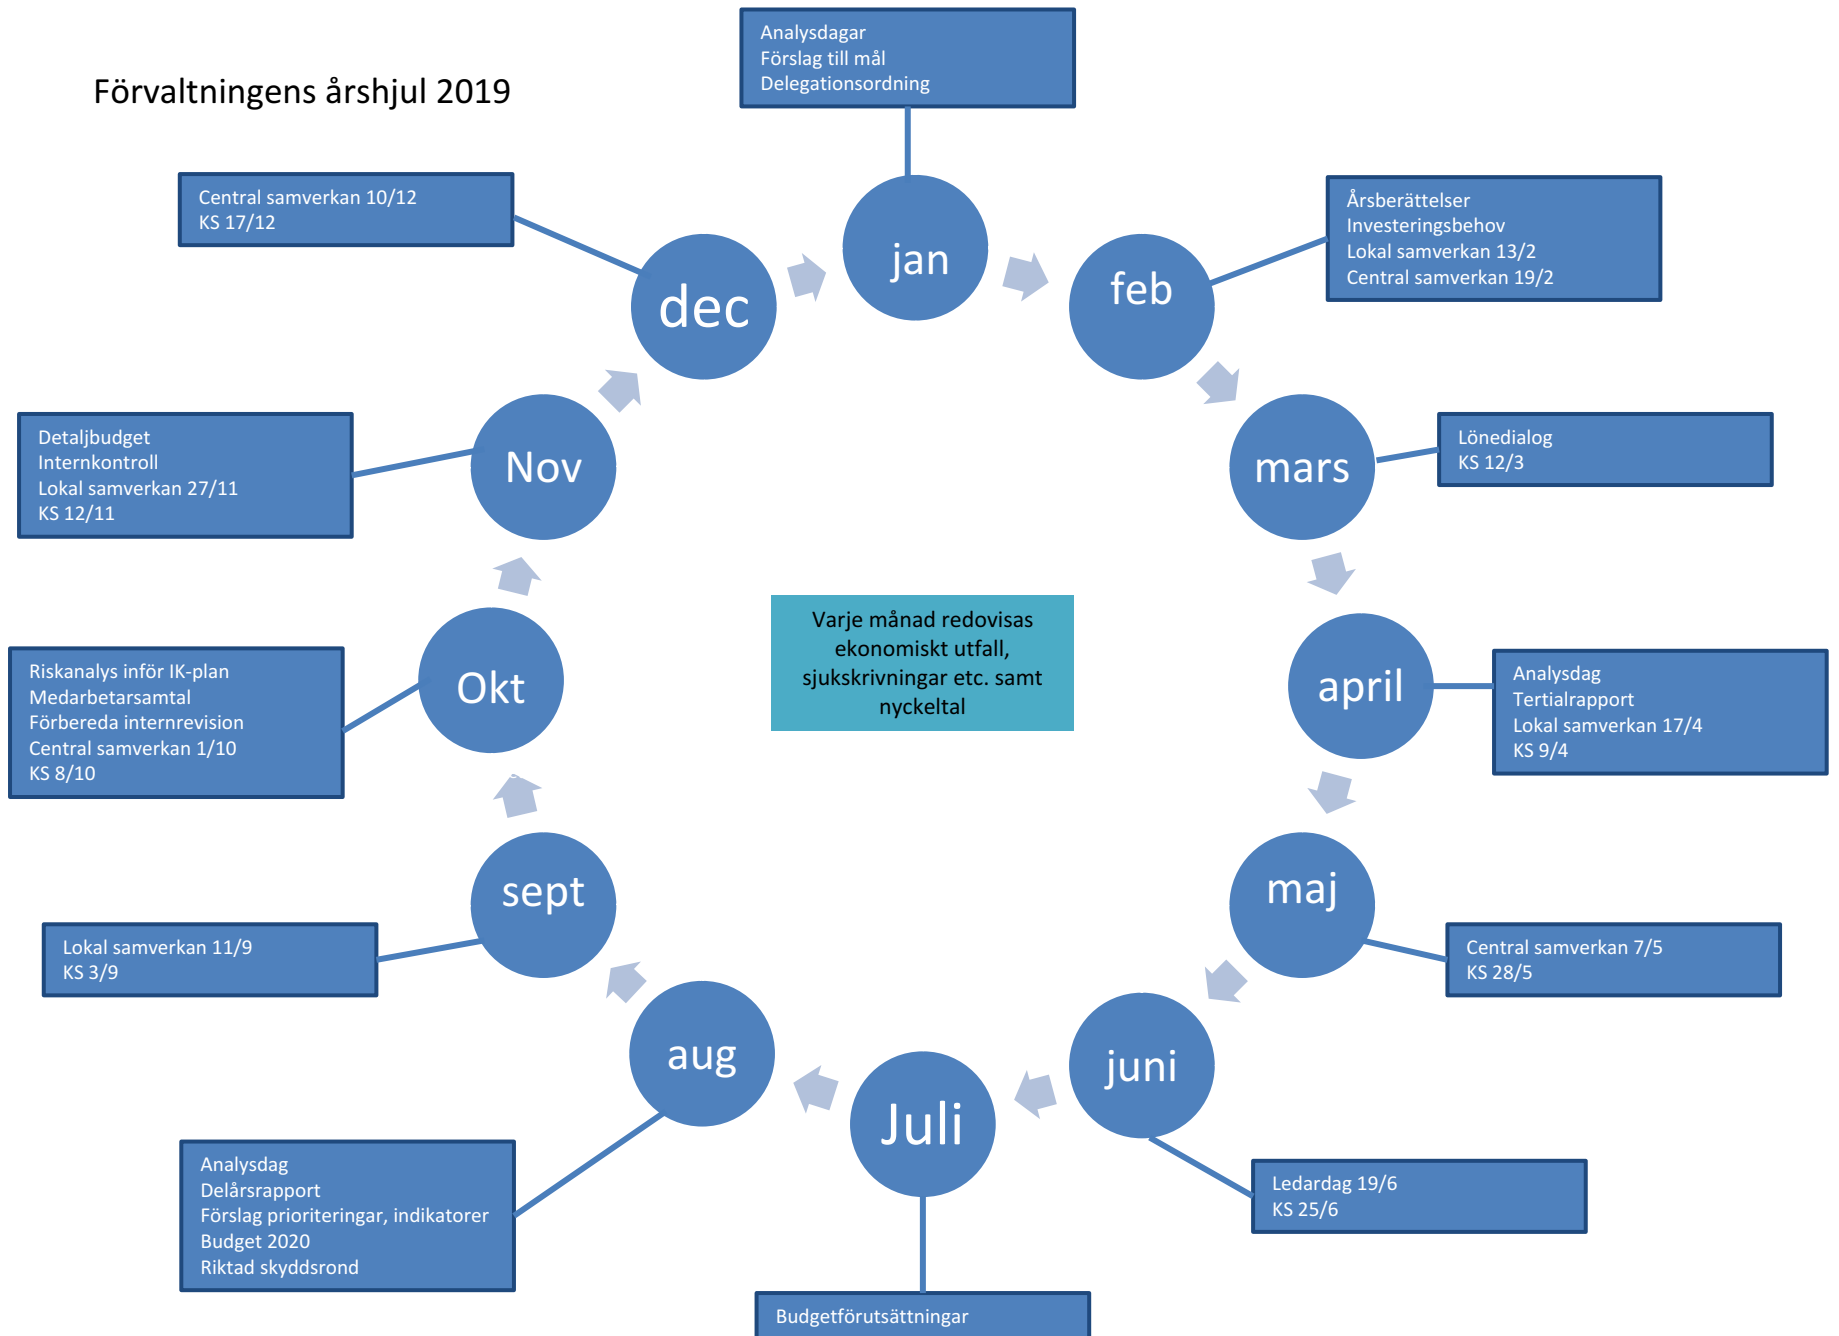 Förvaltningens årshjul 2019
Analysdagar
Förslag till mål
Delegationsordning
jan
Årsberättelser
Investeringsbehov
Lokal samverkan 13/2
Central samverkan 19/2
feb
Lönedialog
KS 12/3
mars
Analysdag
Tertialrapport
Lokal samverkan 17/4
KS 9/4
april
Central samverkan 7/5
KS 28/5
maj
Ledardag 19/6
KS 25/6
juni
Budgetförutsättningar
Juli
Analysdag
Delårsrapport
Förslag prioriteringar, indikatorer
Budget 2020
Riktad skyddsrond
aug
Lokal samverkan 11/9
KS 3/9
sept
Riskanalys inför IK-plan
Medarbetarsamtal
Förbereda internrevision
Central samverkan 1/10
KS 8/10
Okt
Detaljbudget
Internkontroll
Lokal samverkan 27/11
KS 12/11
Nov
Central samverkan 10/12
KS 17/12
dec
Varje månad redovisas
ekonomiskt utfall,
sjukskrivningar etc. samt
nyckeltal